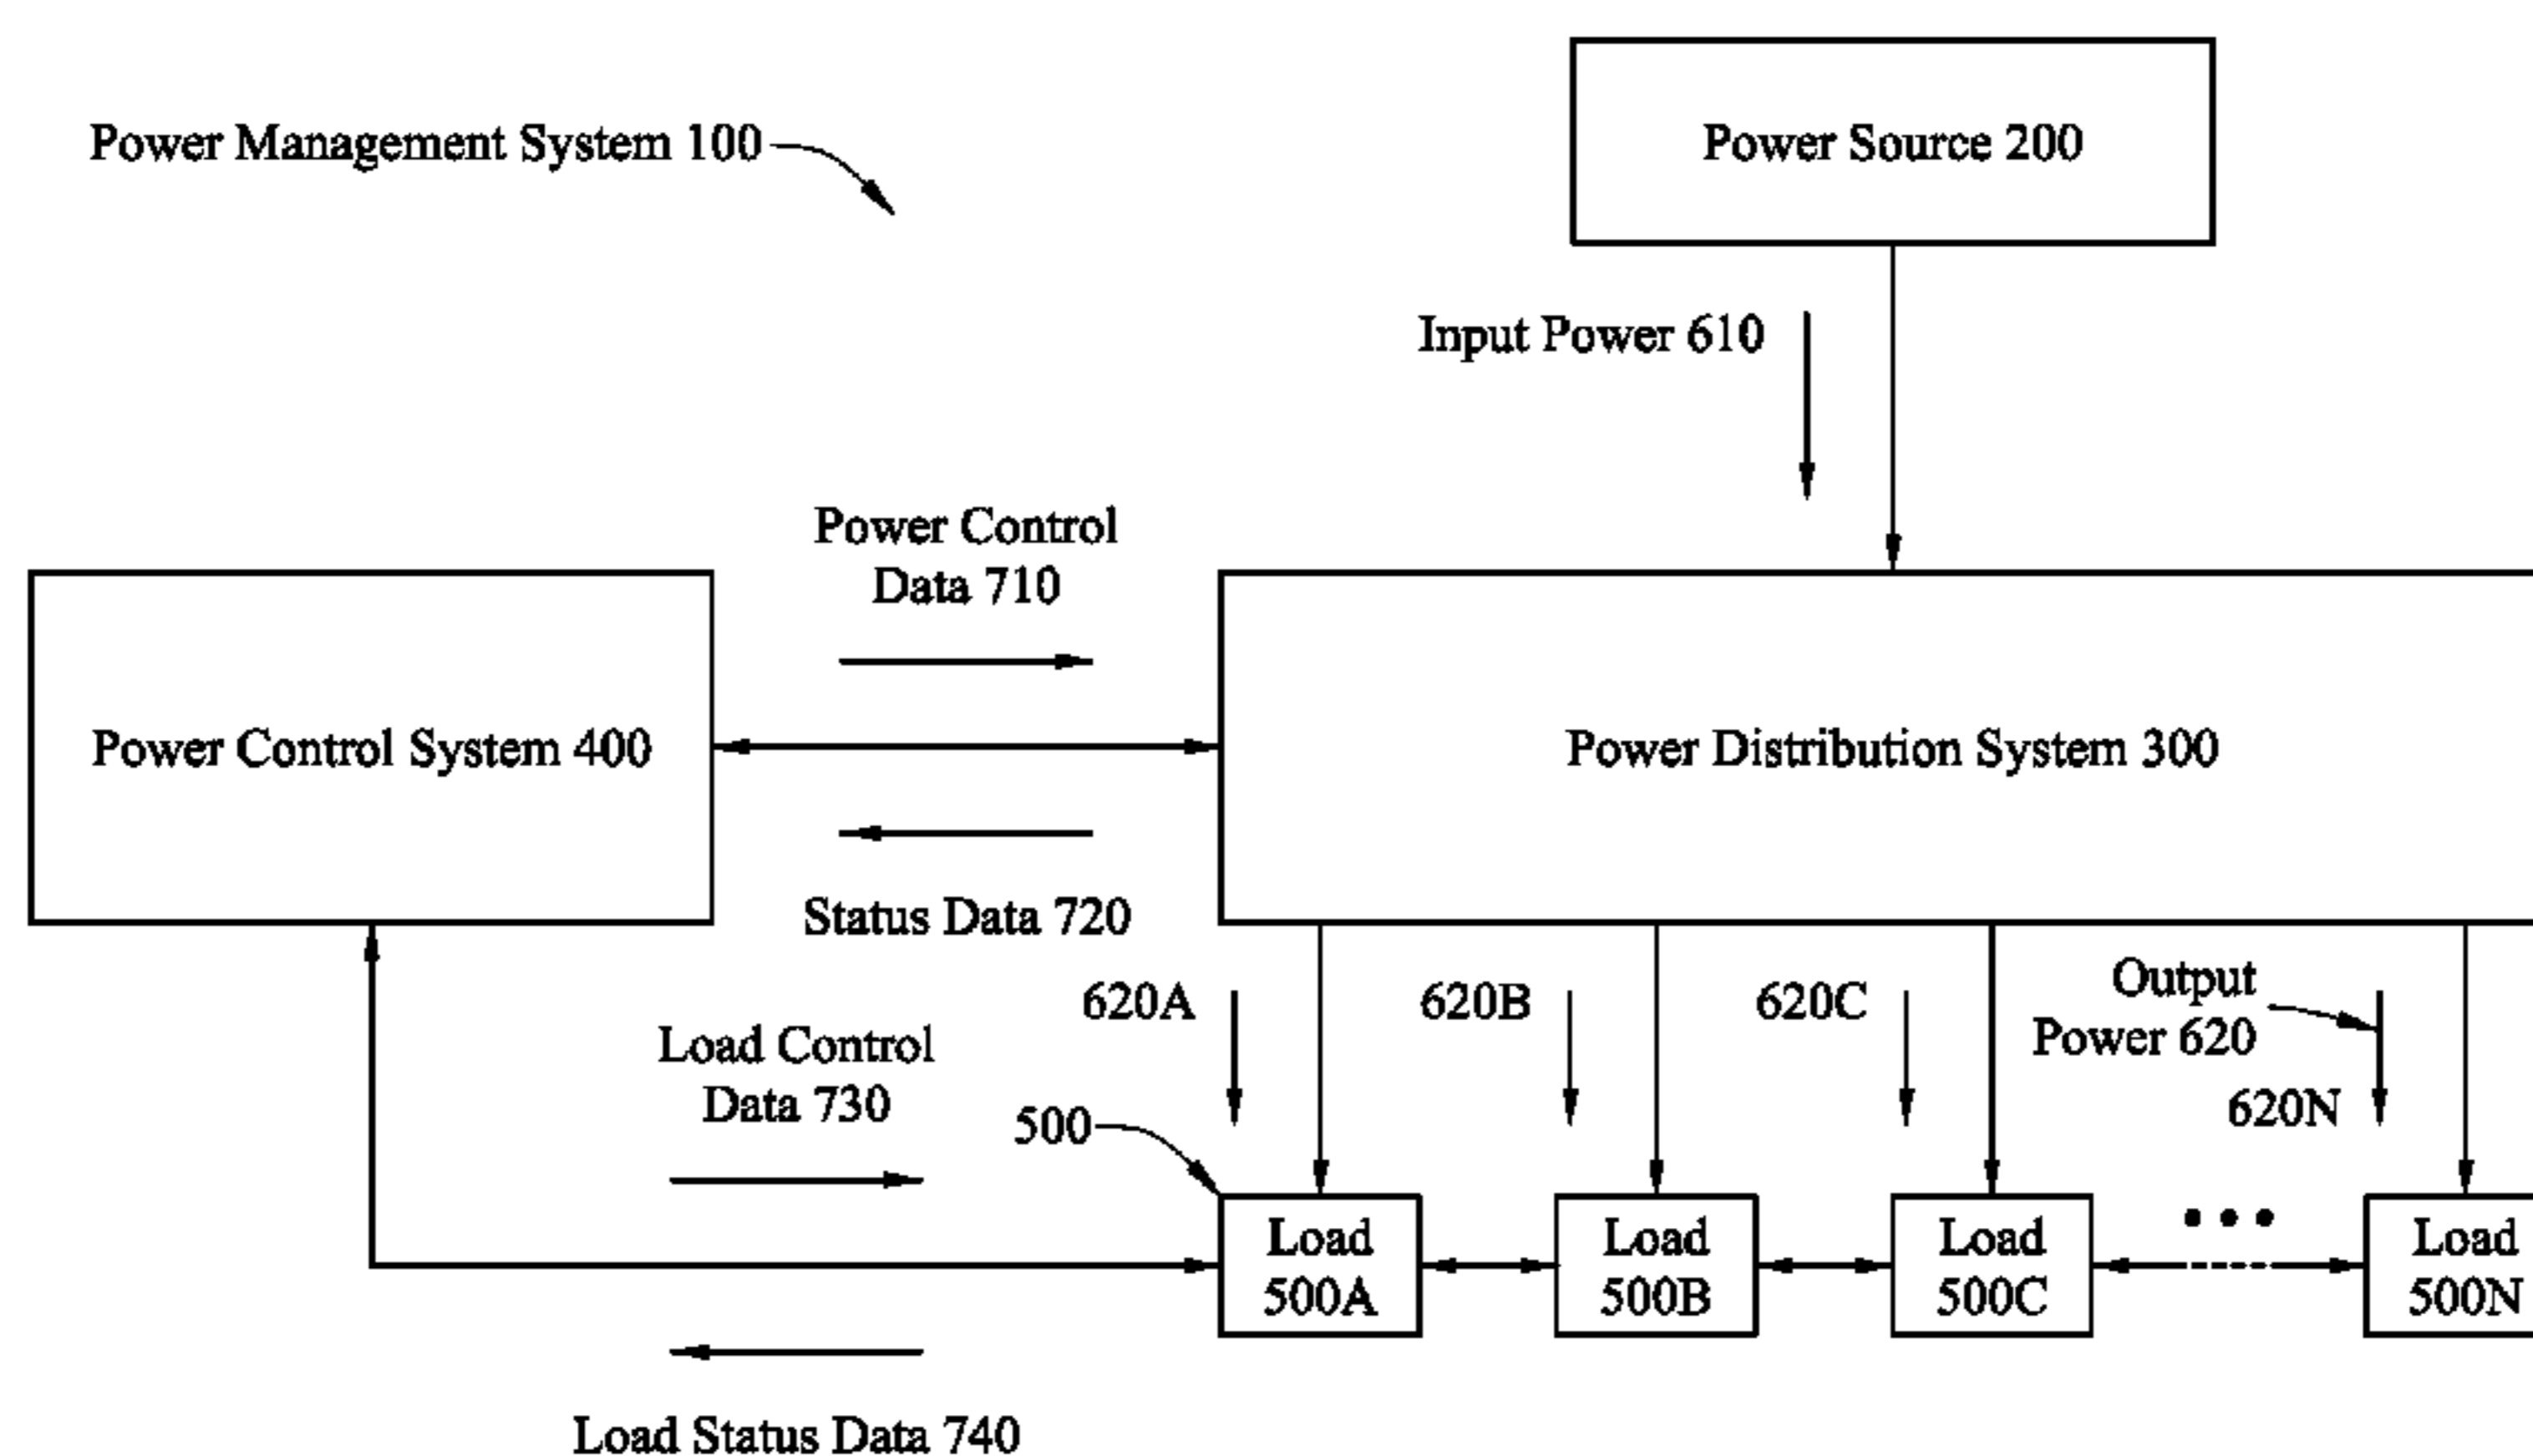 Power Management System 100
Power Source 200
Input Power 610
Power Control
Data 710
Power Control System 400
Power Distribution System 300
Status Data 720
620A
620B
620C
Output
Power 620
620N
Load Control
Data 730
500
Load
500A
Load
500B
Load
500C
Load
500N
Load Status Data 740